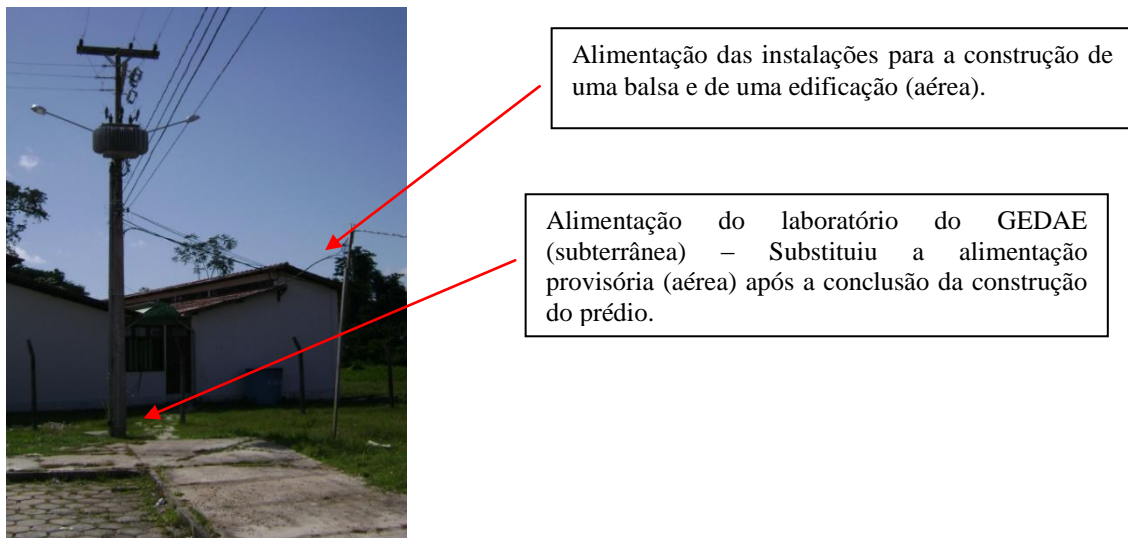 Alimentação das instalações para a construção de
uma balsa e de uma edificação (aérea).
Alimentação do laboratório do GEDAE
(subterrânea) – Substituiu a alimentação
provisória (aérea) após a conclusão da construção
do prédio.